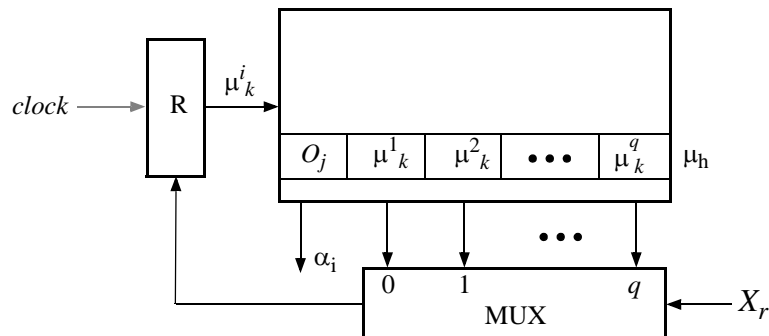 clock
R
μ^i_k
O_j μ^1_k μ^2_k ••• μ^q_k
μ_h
α_i
•••
0 1 q
MUX
X_r